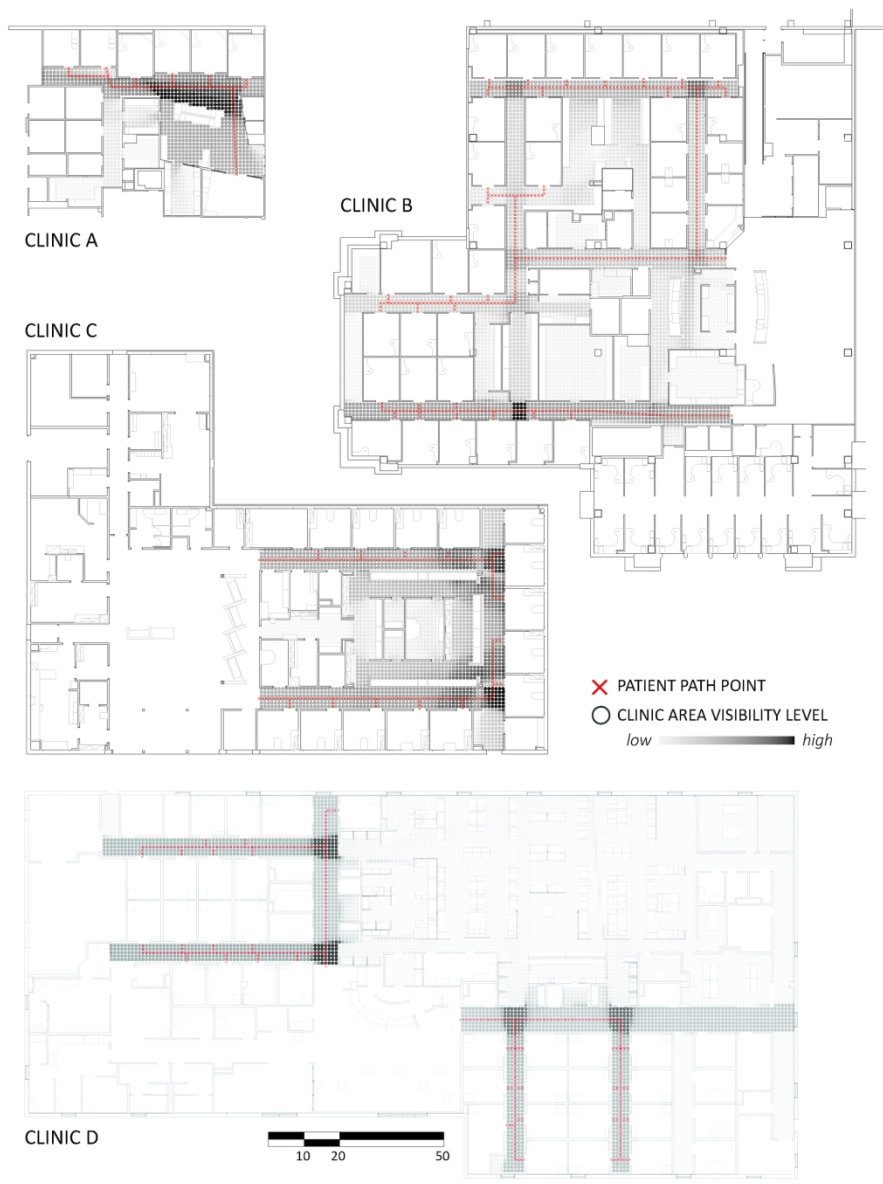 CLINIC A
CLINIC B
CLINIC C
PATIENT PATH POINT
CLINIC AREA VISIBILITY LEVEL
low high
CLINIC D
10 20 50